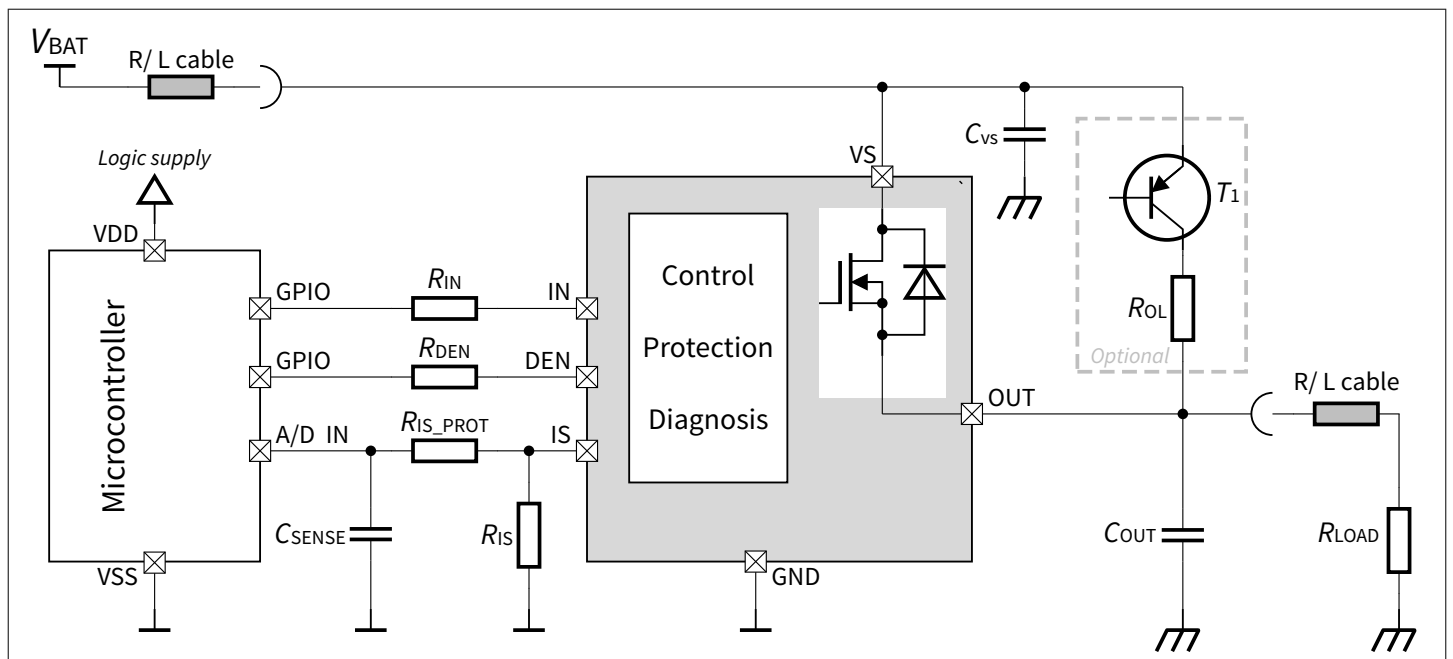 VBAT
R/ L cable
Logic supply
VDD
Microcontroller
GPIO
RIN
IN
GPIO
RDEN
DEN
A/D IN
RIS_PROT
IS
CSENSE
RIS
VSS
VS
`
Control
Protection
Diagnosis
GND
Cvs
T1
ROL
Optional
OUT
R/ L cable
COUT
RLOAD